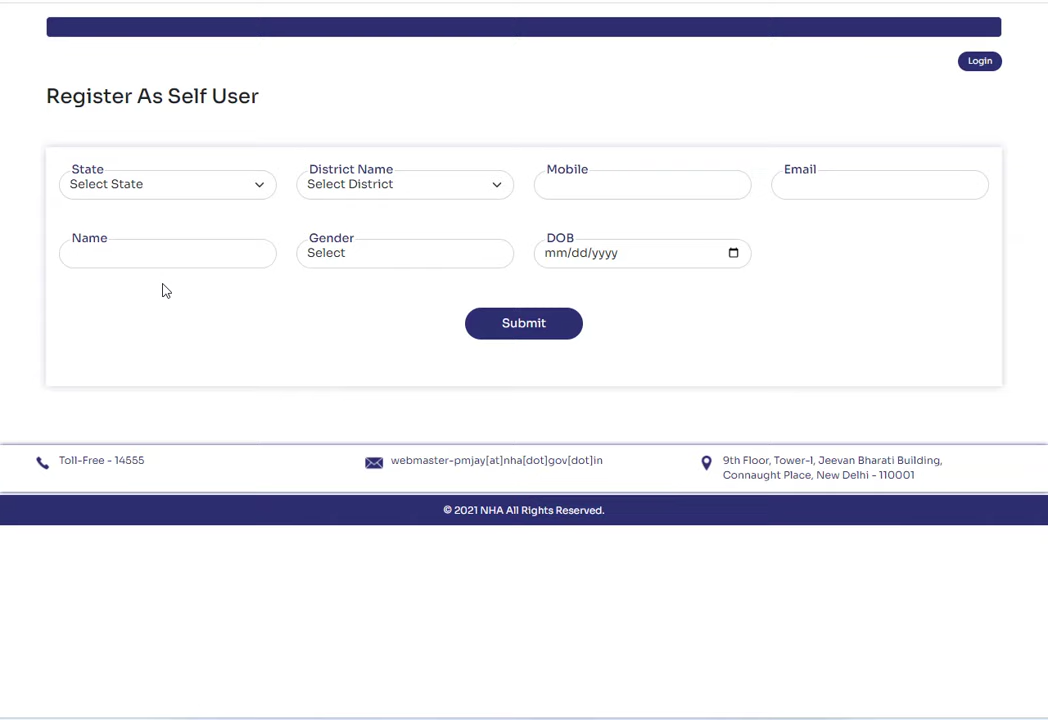 Login
Register As Self User
State
Select State
District Name
Select District
Mobile
Email
Name
Gender
Select
DOB
mm/dd/yyyy
Submit
Toll-Free - 14555
webmaster-pmjay[at]nha[dot]gov[dot]in
9th Floor, Tower-l, Jeevan Bharati Building,
Connaught Place, New Delhi - 110001
© 2021 NHA All Rights Reserved.